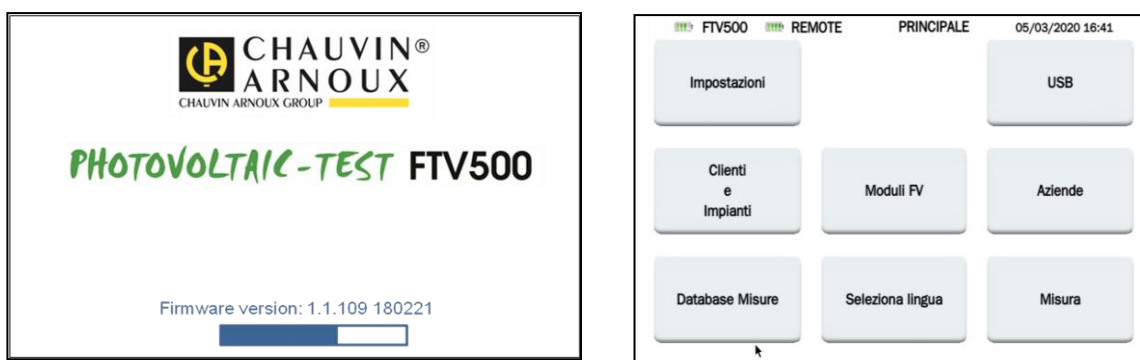 CHAUVIN®
ARNOUX
CHAUVIN ARNOUX GROUP
PHOTOVOLTAIC-TEST FTV500
Firmware version: 1.1.109 180221
FTV500 REMOTE PRINCIPALE 05/03/2020 16:41
Impostazioni
USB
Clienti
e
Impianti
Moduli FV
Aziende
Database Misure
Seleziona lingua
Misura